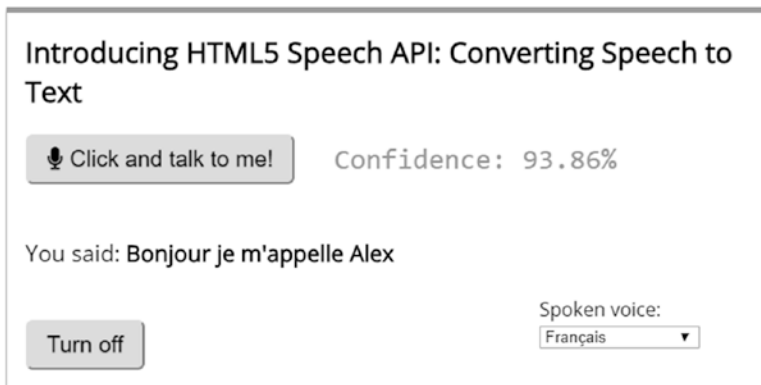 Introducing HTML5 Speech API: Converting Speech to
Text
Click and talk to me!
Confidence: 93.86%
You said: Bonjour je m'appelle Alex
Turn off
Spoken voice:
Français